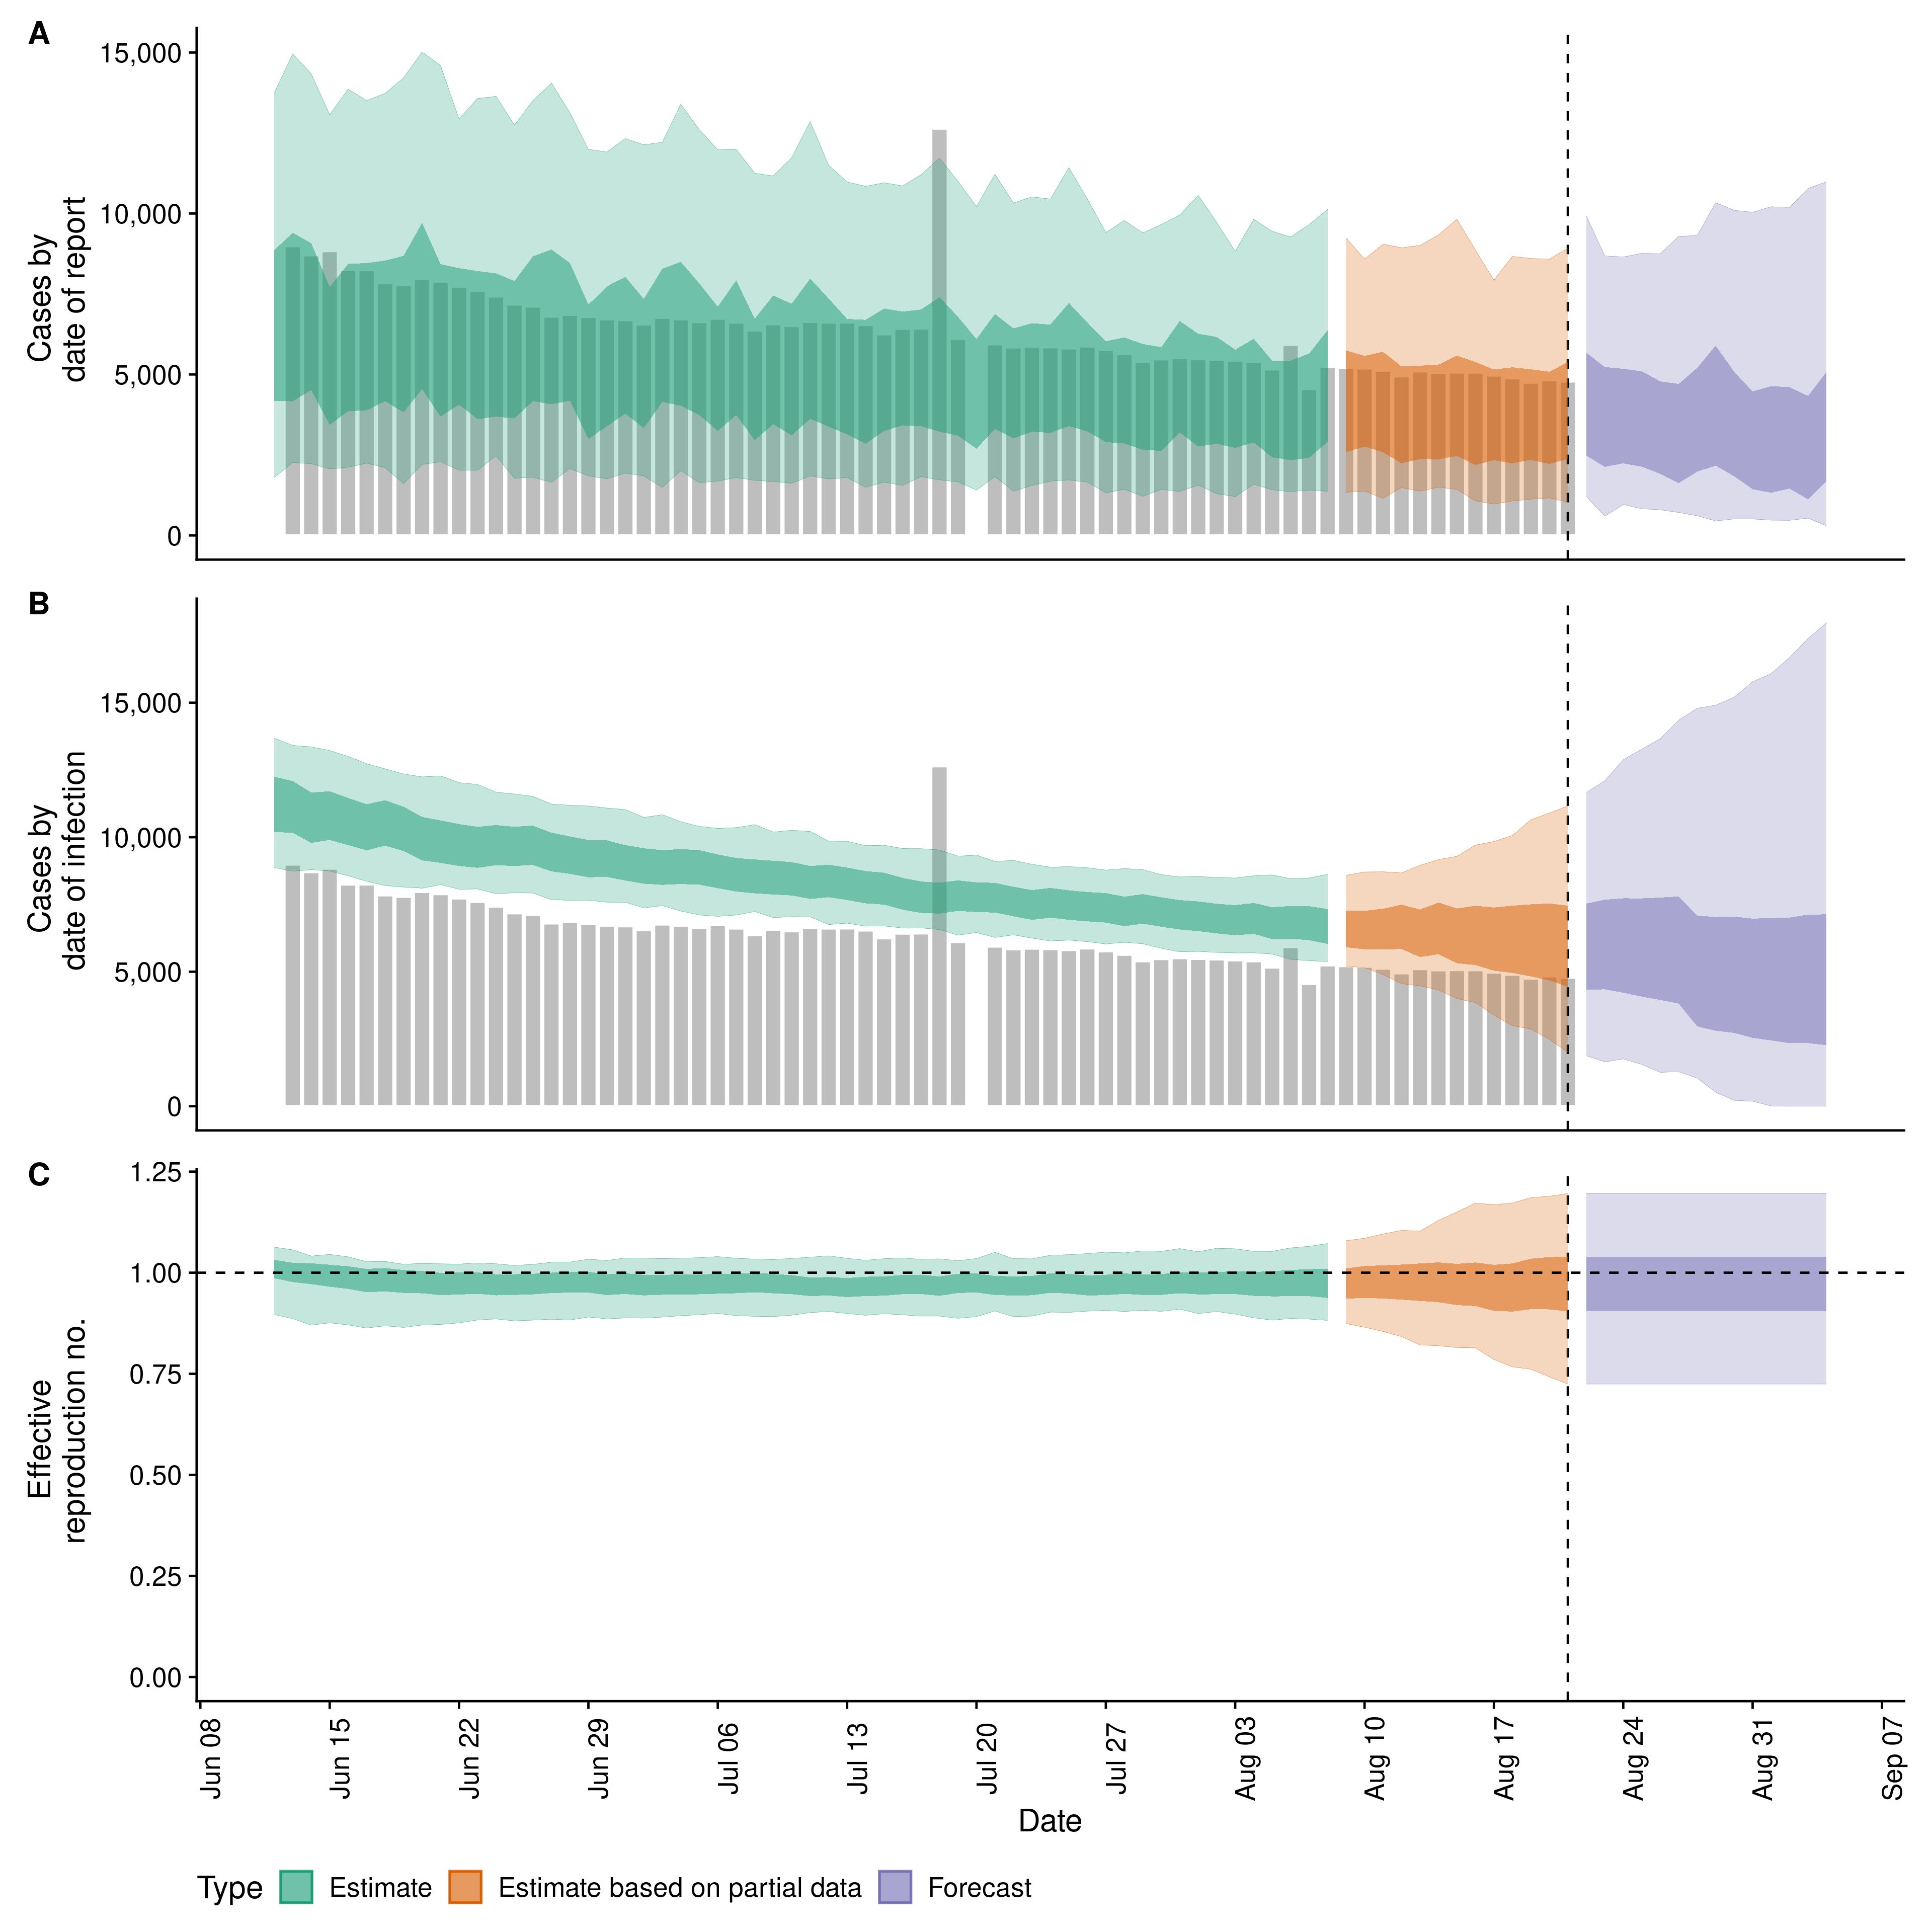 A
15,000
10,000
5,000
0
Cases by
date of report
B
15,000
10,000
5,000
0
Cases by
date of infection
C
1.25
1.00
0.75
0.50
0.25
0.00
Effective
reproduction no.
Jun 08
Jun 15
Jun 22
Jun 29
Jul 06
Jul 13
Jul 20
Jul 27
Aug 03
Aug 10
Aug 17
Aug 24
Aug 31
Sep 07
Date
Type Estimate Estimate based on partial data Forecast